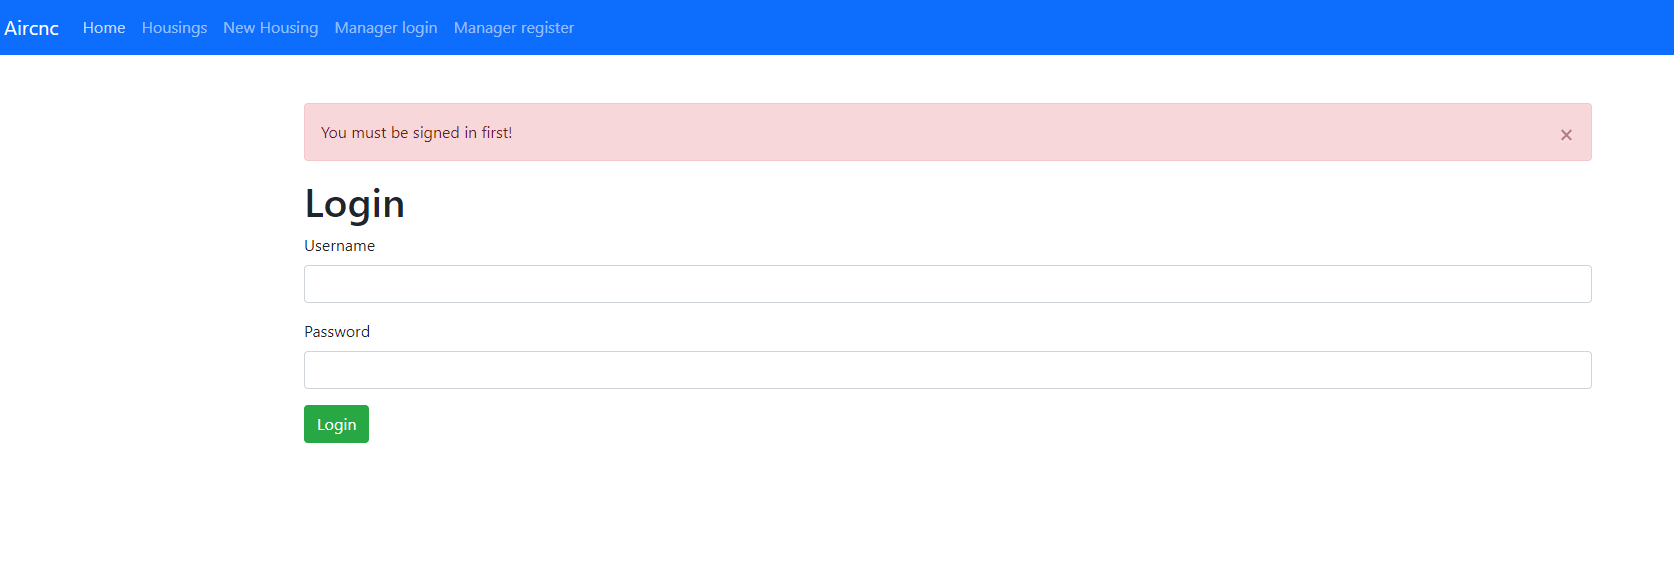 Aircnc Home Housings New Housing Manager login Manager register
You must be signed in first! ×
Login
Username
Password
Login